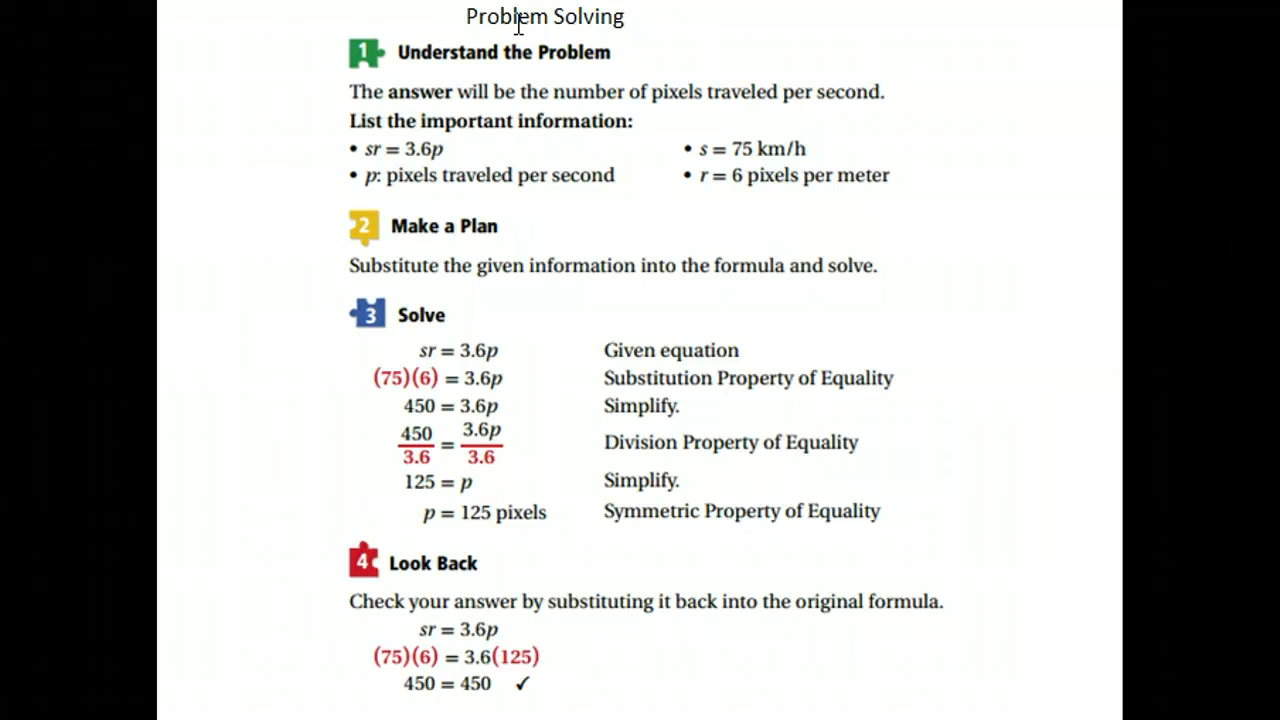 Problem Solving
1 Understand the Problem
The answer will be the number of pixels traveled per second.
List the important information:
• sr = 3.6p • s = 75 km/h
• p: pixels traveled per second • r = 6 pixels per meter
2 Make a Plan
Substitute the given information into the formula and solve.
3 Solve
sr = 3.6p Given equation
(75)(6) = 3.6p Substitution Property of Equality
450 = 3.6p Simplify.
450/3.6 = 3.6p/3.6 Division Property of Equality
125 = p Simplify.
p = 125 pixels Symmetric Property of Equality
4 Look Back
Check your answer by substituting it back into the original formula.
sr = 3.6p
(75)(6) = 3.6(125)
450 = 450 ✓